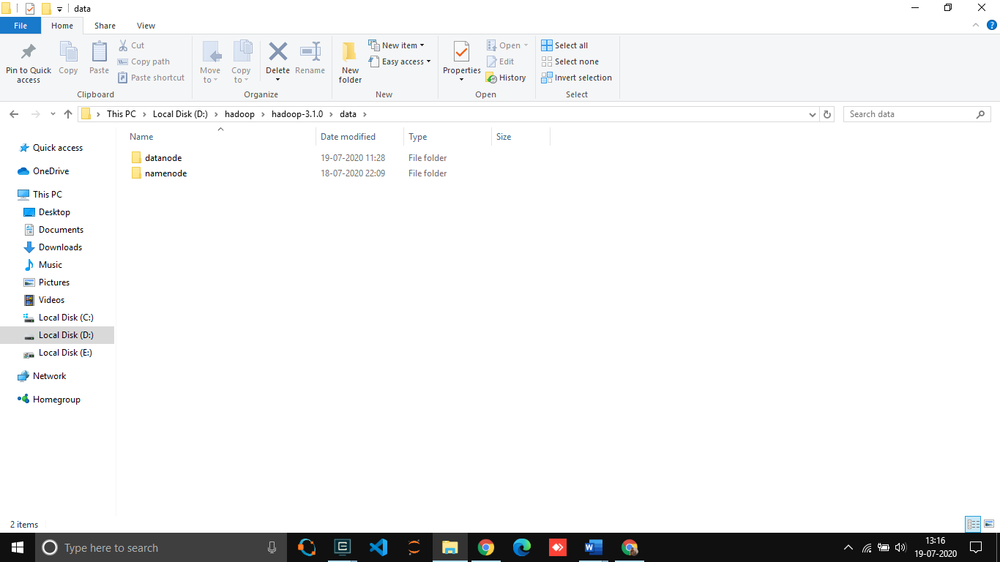 data
File Home Share View
Pin to Quick access
Copy
Paste
Cut
Copy path
Paste shortcut
Clipboard
Move to
Copy to
Delete
Rename
Organize
New folder
New item
Easy access
New
Properties
Open
Edit
History
Open
Select all
Select none
Invert selection
Select
This PC > Local Disk (D:) > hadoop > hadoop-3.1.0 > data >
Search data
Name Date modified Type Size
datanode 19-07-2020 11:28 File folder
namenode 18-07-2020 22:09 File folder
Quick access
OneDrive
This PC
Desktop
Documents
Downloads
Music
Pictures
Videos
Local Disk (C:)
Local Disk (D:)
Local Disk (E:)
Network
Homegroup
2 items
Type here to search
13:16
19-07-2020